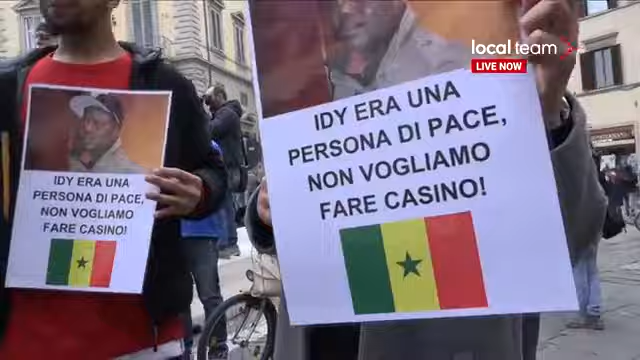 local team
LIVE NOW
IDY ERA UNA
PERSONA DI PACE,
NON VOGLIAMO
FARE CASINO!
IDY ERA UNA
PERSONA DI PACE,
NON VOGLIAMO
FARE CASINO!